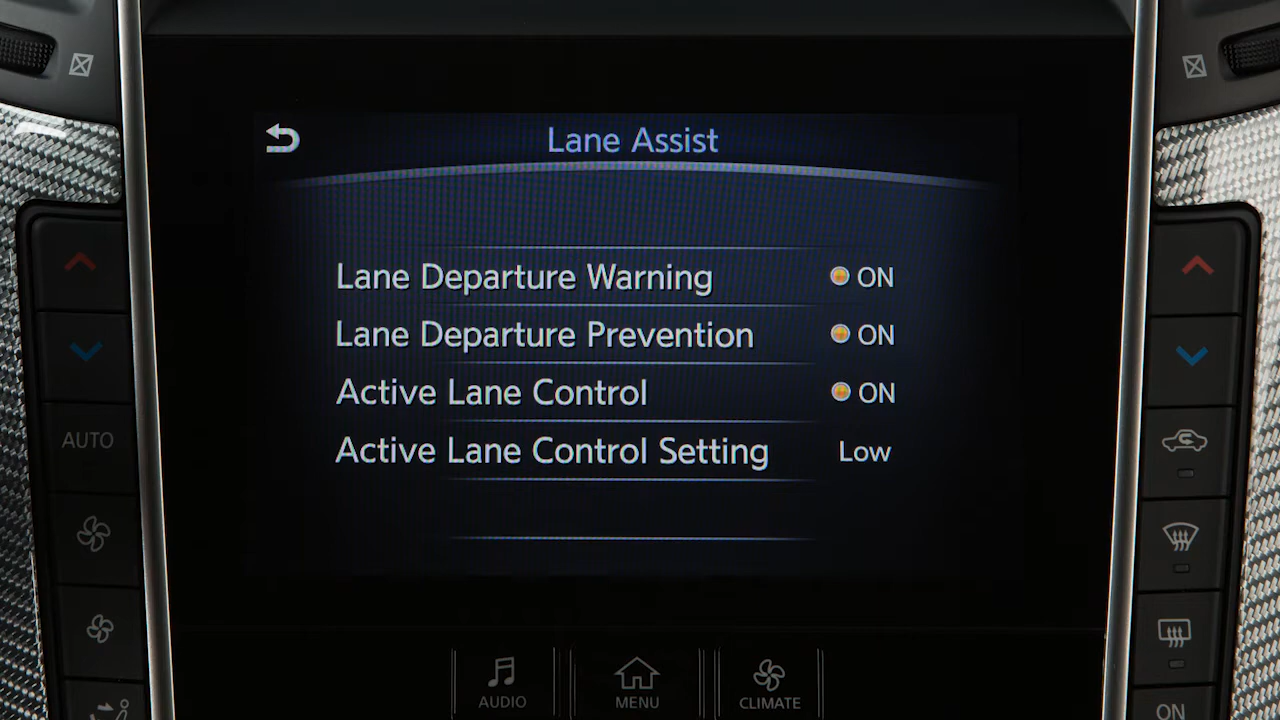 Lane Assist
Lane Departure Warning ON
Lane Departure Prevention ON
Active Lane Control ON
Active Lane Control Setting Low
AUTO
AUDIO
MENU
CLIMATE
ON